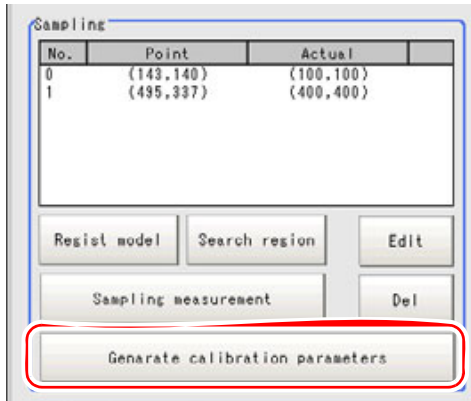 Sampling
No. Point Actual
0 (143,140) (100,100)
1 (495,337) (400,400)
Regist model Search region Edit
Sampling measurement Del
Genarate calibration parameters